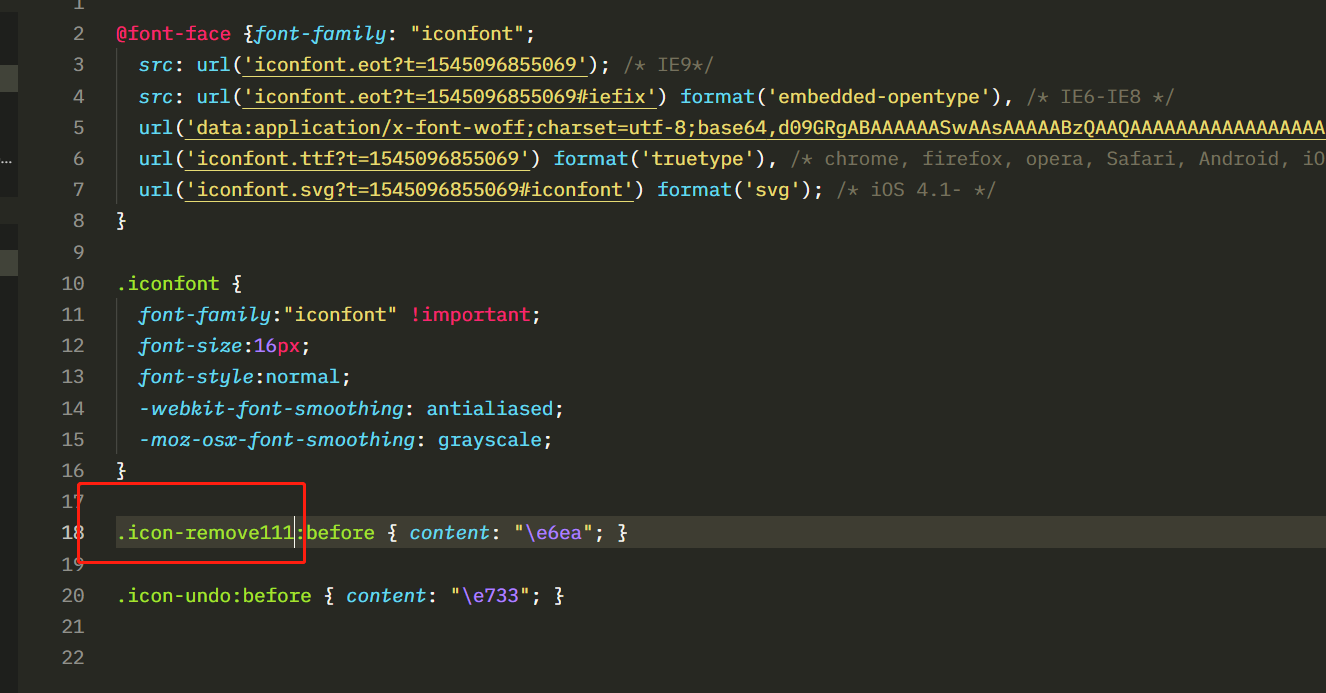 1
2 @font-face {font-family: "iconfont";
3 src: url('iconfont.eot?t=1545096855069'); /* IE9*/
4 src: url('iconfont.eot?t=1545096855069#iefix') format('embedded-opentype'), /* IE6-IE8 */
5 url('data:application/x-font-woff;charset=utf-8;base64,d09GRgABAAAAAASwAAsAAAAABzQAAQAAAAAAAAAAAAAAAAA
6 url('iconfont.ttf?t=1545096855069') format('truetype'), /* chrome, firefox, opera, Safari, Android, iO
7 url('iconfont.svg?t=1545096855069#iconfont') format('svg'); /* iOS 4.1- */
8 }
9
10 .iconfont {
11 font-family:"iconfont" !important;
12 font-size:16px;
13 font-style:normal;
14 -webkit-font-smoothing: antialiased;
15 -moz-osx-font-smoothing: grayscale;
16 }
17
18 .icon-remove111:before { content: "\e6ea"; }
19
20 .icon-undo:before { content: "\e733"; }
21
22
...